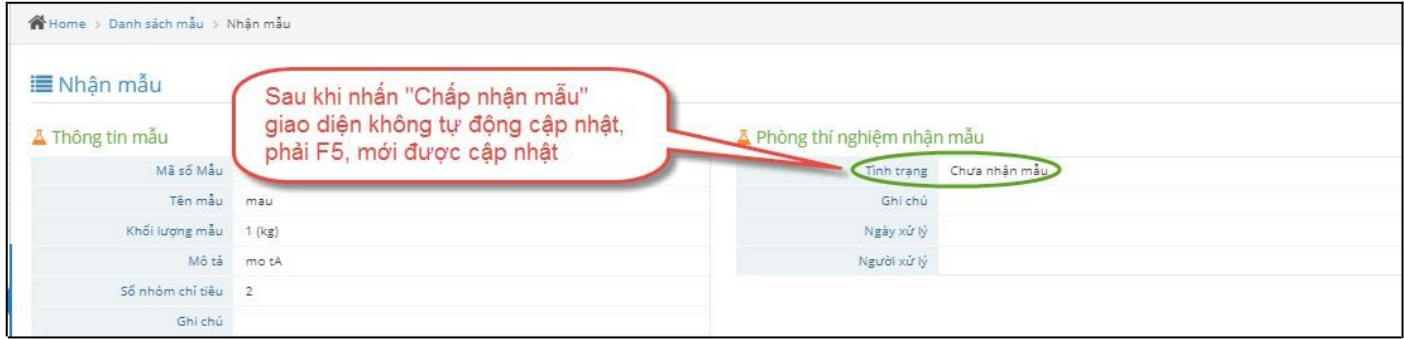 Home > Danh sách mẫu > Nhận mẫu
Nhận mẫu
Sau khi nhấn "Chấp nhận mẫu"
giao diện không tự động cập nhật,
phải F5, mới được cập nhật
Thông tin mẫu
Mã số Mẫu
Tên mẫu mau
Khối lượng mẫu 1 (kg)
Mô tả mo tA
Số nhóm chỉ tiêu 2
Ghi chú
Phòng thí nghiệm nhận mẫu
Tình trạng Chưa nhận mẫu
Ghi chú
Ngày xử lý
Người xử lý